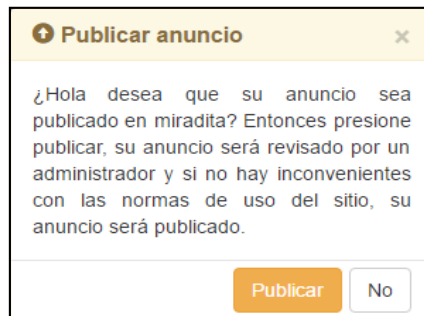 Publicar anuncio ×
¿Hola desea que su anuncio sea
publicado en miradita? Entonces presione
publicar, su anuncio será revisado por un
administrador y si no hay inconvenientes
con las normas de uso del sitio, su
anuncio será publicado.
Publicar No